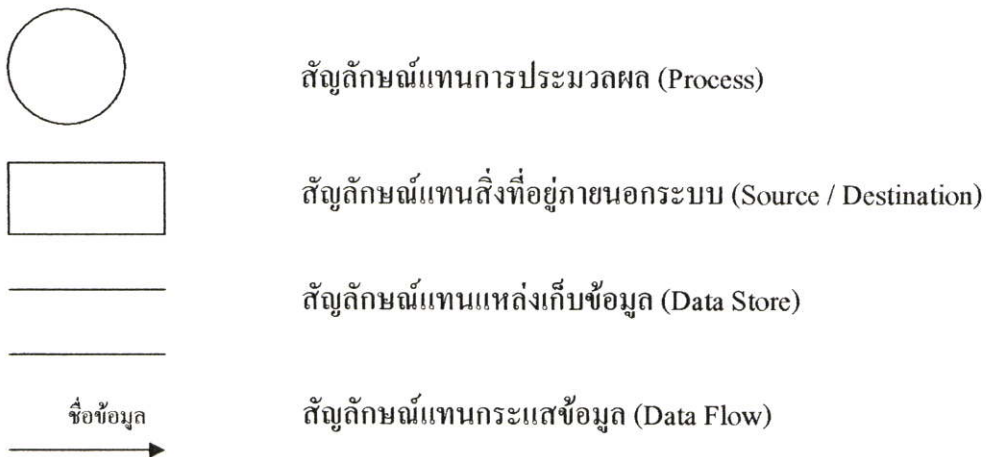 สัญลักษณ์แทนการประมวลผล (Process)
สัญลักษณ์แทนสิ่งที่อยู่ภายนอกระบบ (Source / Destination)
สัญลักษณ์แทนแหล่งเก็บข้อมูล (Data Store)
ชื่อข้อมูล
สัญลักษณ์แทนกระแสข้อมูล (Data Flow)